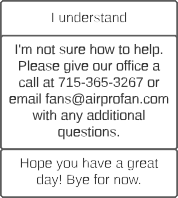 I understand
I'm not sure how to help.
Please give our office a
call at 715-365-3267 or
email fans@airprofan.com
with any additional
questions.
Hope you have a great
day! Bye for now.